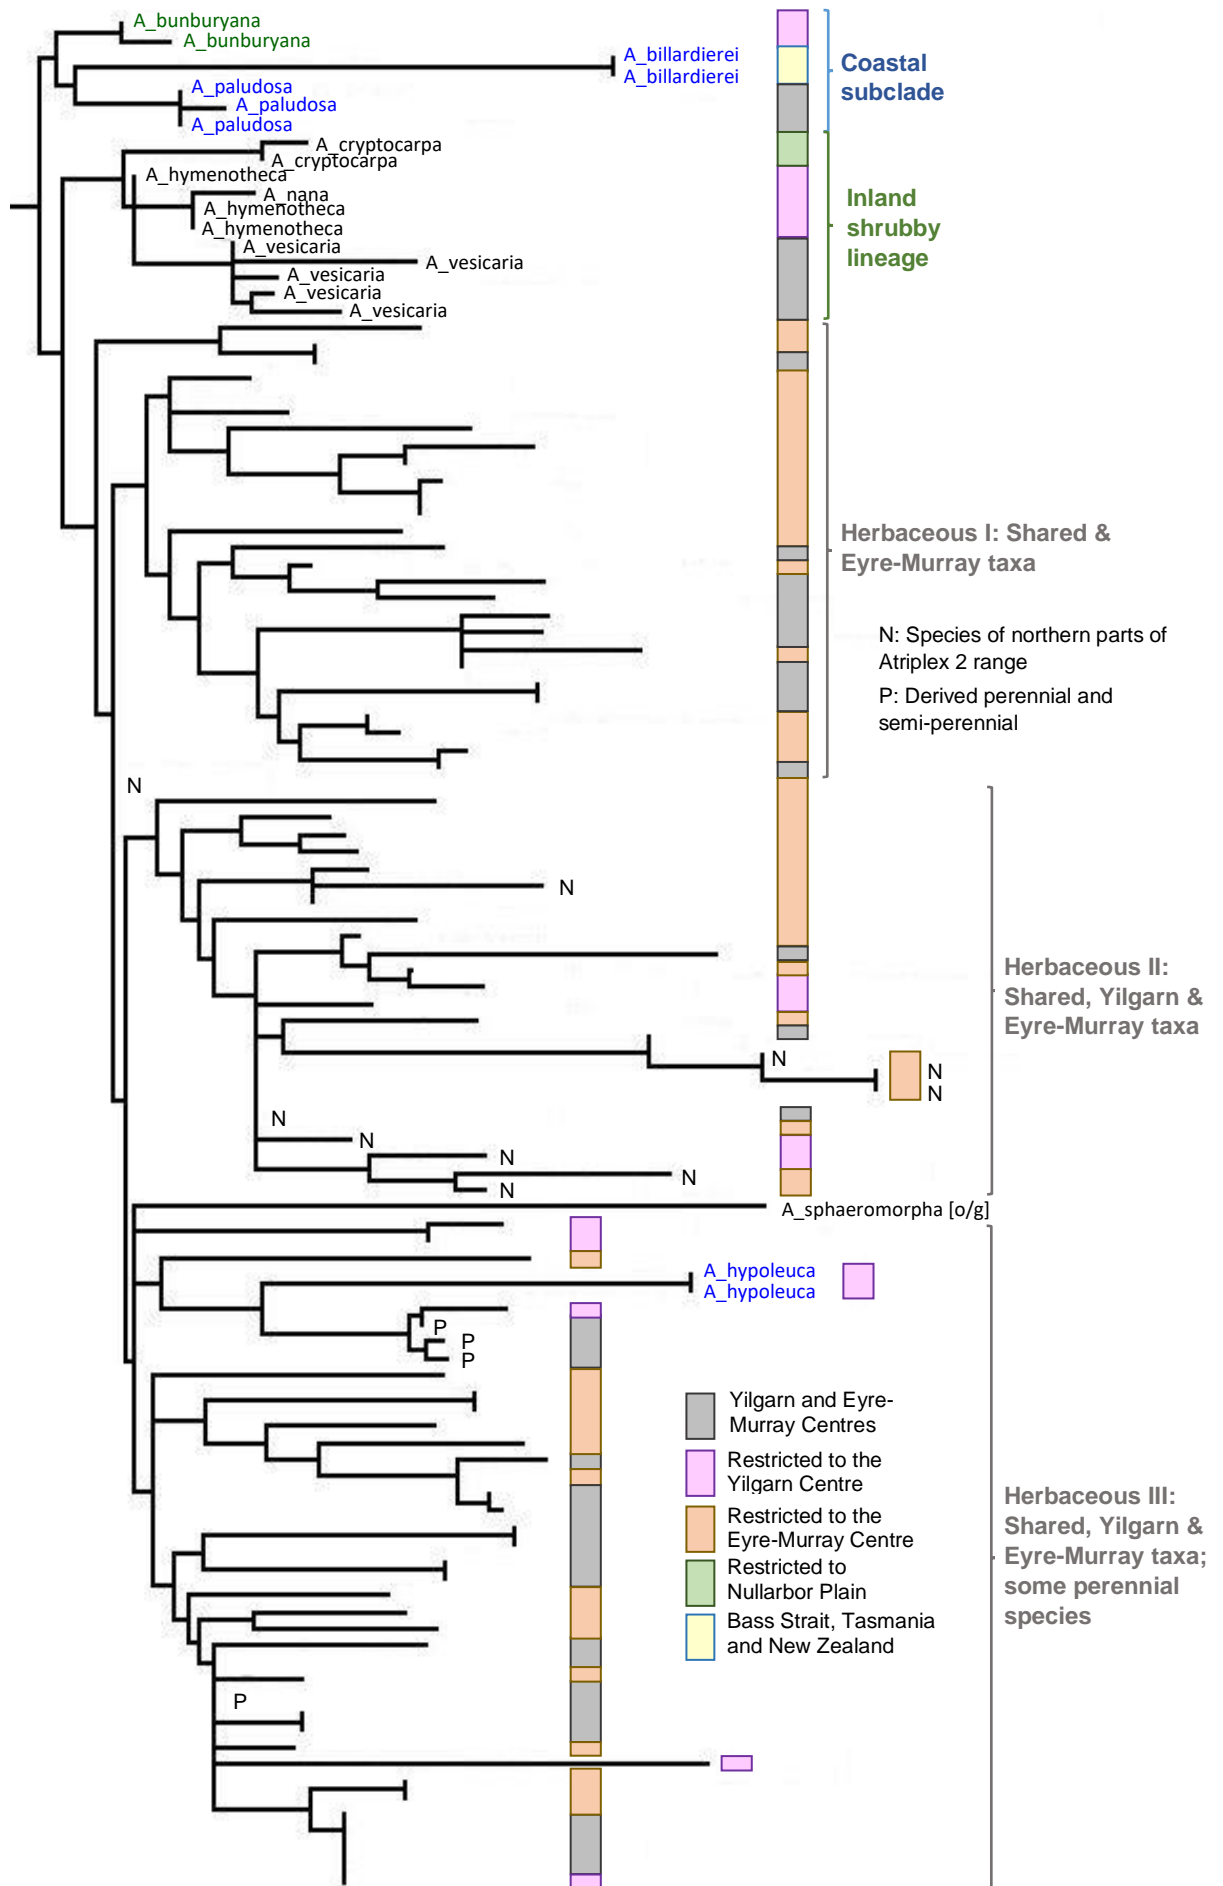 A_bunburyana
A_bunburyana
A_billardierei
A_billardierei
A_paludosa
A_paludosa
A_paludosa
Coastal
subclade
A_cryptocarpa
A_cryptocarpa
A_hymenotheca
A_nana
A_hymenotheca
A_hymenotheca
A_vesicaria
A_vesicaria
A_vesicaria
A_vesicaria
A_vesicaria
Inland
shrubby
lineage
Herbaceous I: Shared &
Eyre-Murray taxa
N: Species of northern parts of
Atriplex 2 range
P: Derived perennial and
semi-perennial
N
N
Herbaceous II:
Shared, Yilgarn &
Eyre-Murray taxa
N
N
N
N
N
N
N
N
A_sphaeromorpha [o/g]
A_hypoleuca
A_hypoleuca
P
P
P
Yilgarn and Eyre-
Murray Centres
Restricted to the
Yilgarn Centre
Restricted to the
Eyre-Murray Centre
Restricted to
Nullarbor Plain
Bass Strait, Tasmania
and New Zealand
Herbaceous III:
Shared, Yilgarn &
Eyre-Murray taxa;
some perennial
species
P